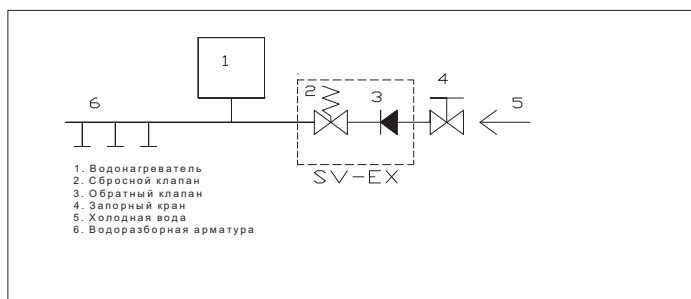 1
2
3
4
5
6
SV-EX
1. Водонагреватель
2. Сбросной клапан
3. Обратный клапан
4. Запорный кран
5. Холодная вода
6. Водоразборная арматура